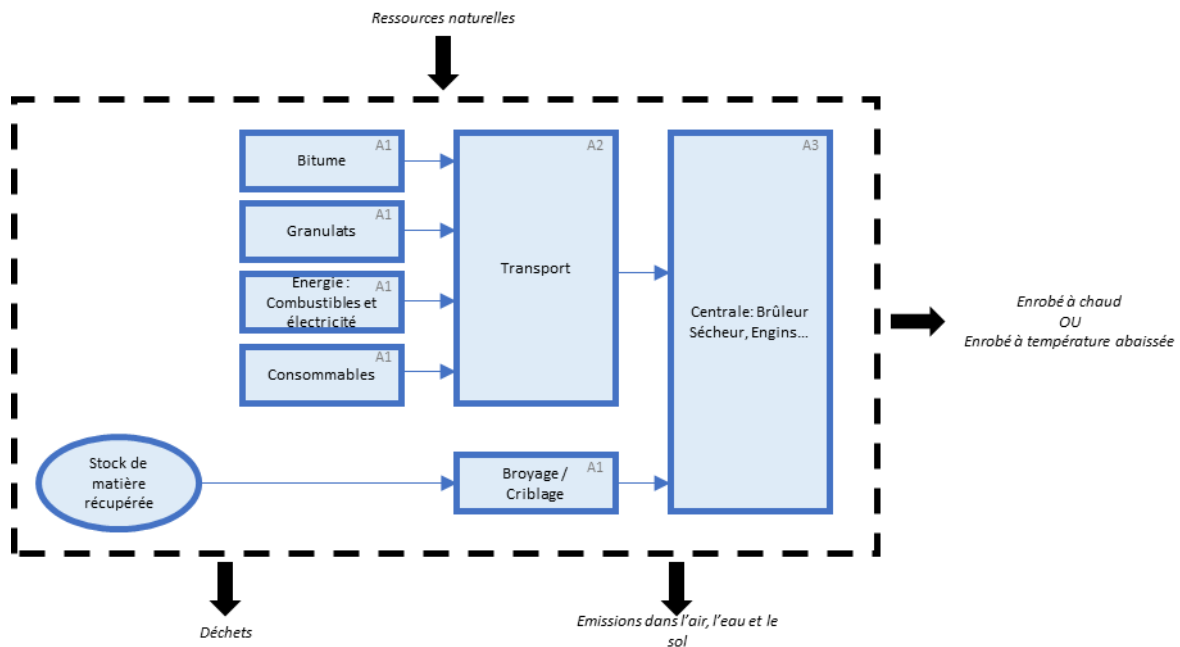 Ressources naturelles
A1
Bitume
A2
A3
A1
Granulats
A1
Energie :
Combustibles et
électricité
Transport
Centrale: Brûleur
Sécheur, Engins...
A1
Consommables
Enrobé à chaud
OU
Enrobé à température abaissée
Stock de
matière
récupérée
A1
Broyage /
Criblage
Déchets
Emissions dans l'air, l'eau et le
sol